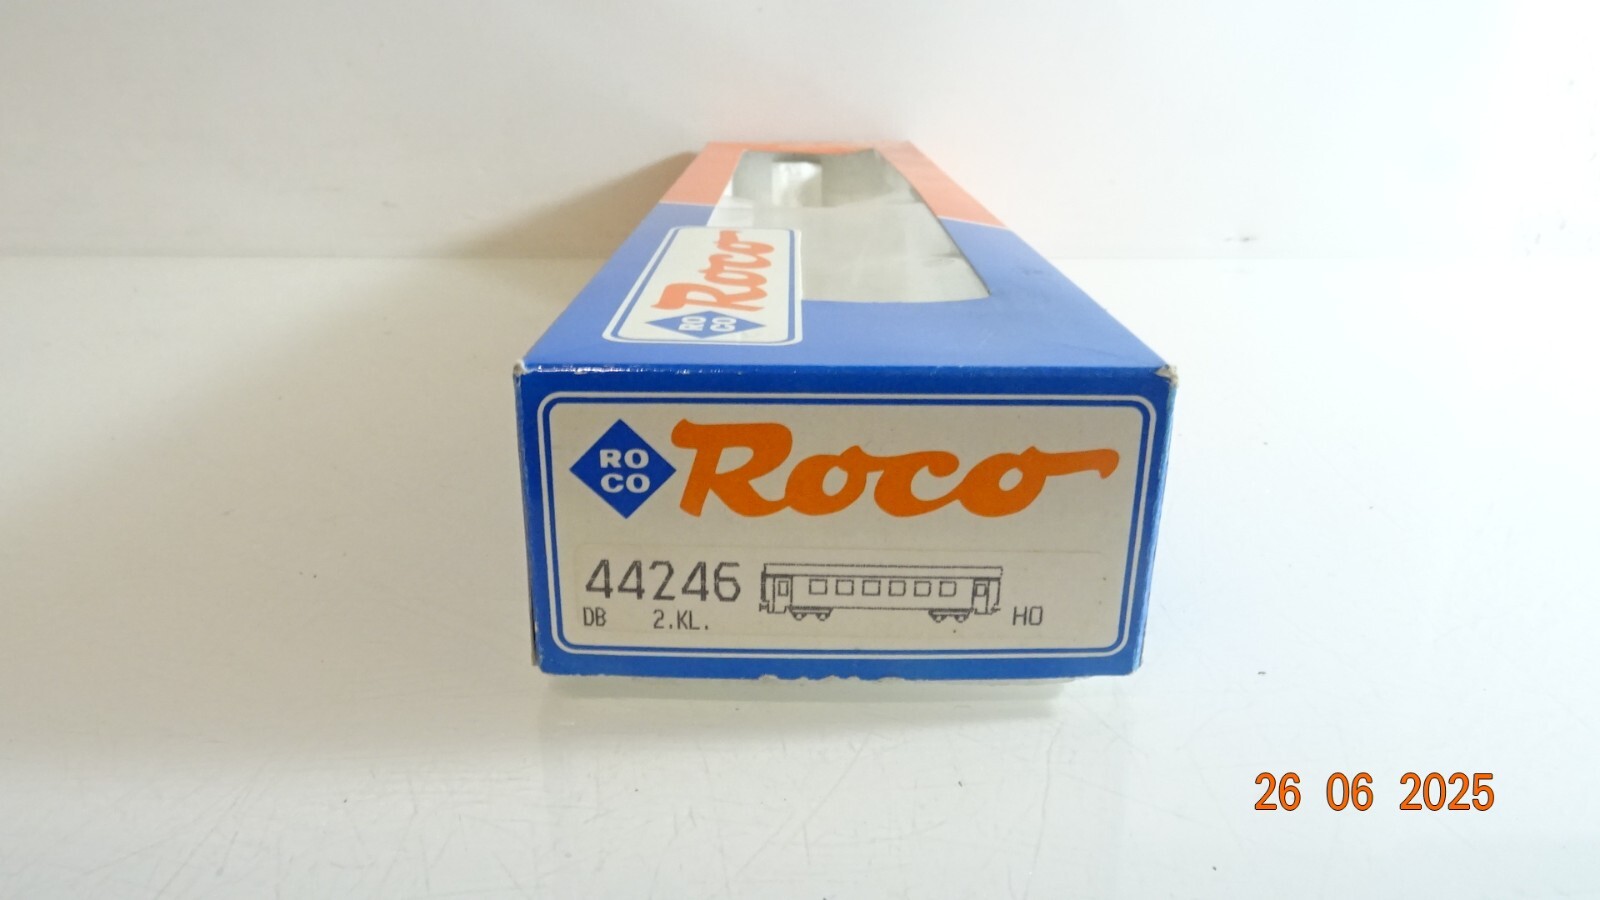 Roco
RO
CO
RO
CO
Roco
44246
DB 2.KL. HO
26 06 2025